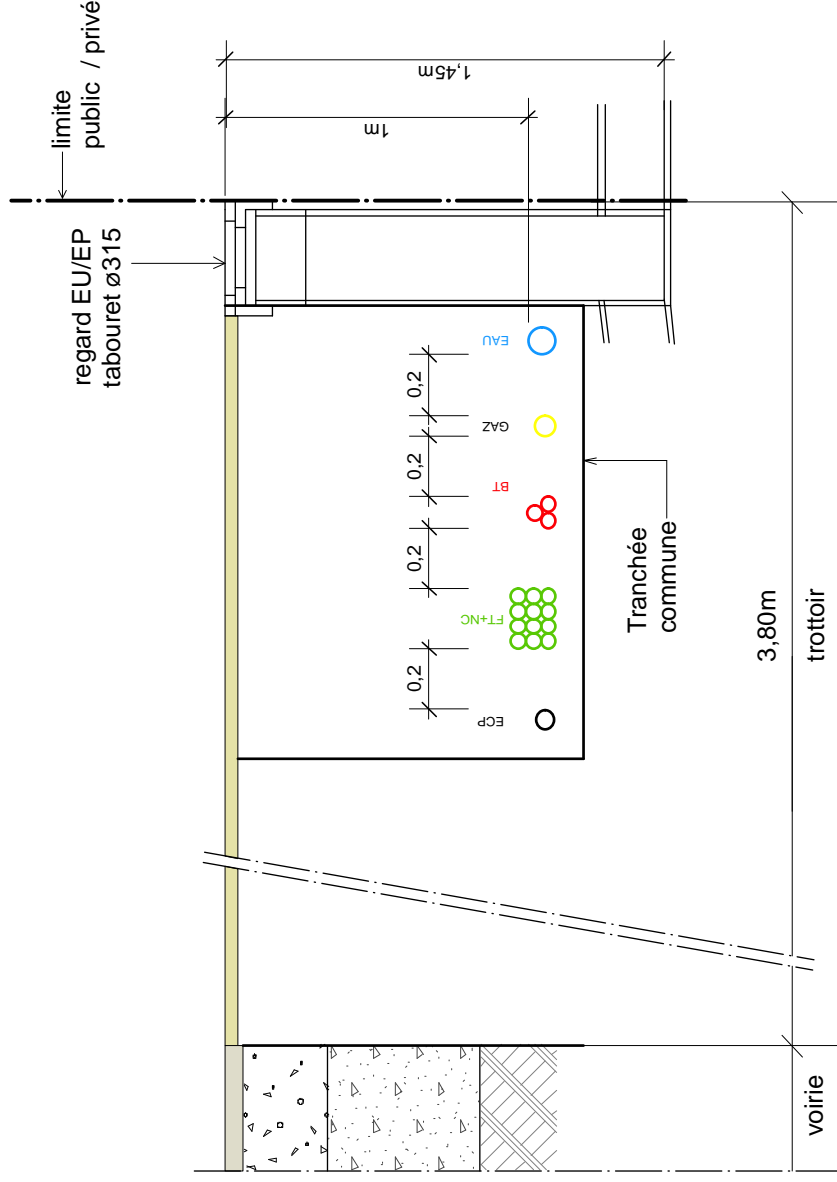 limite
public / privé
regard EU/EP
tabouret ø315
1,45m
1m
EAU
0,2
GAZ
0,2
BT
0,2
FT+NC
0,2
ECP
Tranchée
commune
3,80m
trottoir
voirie